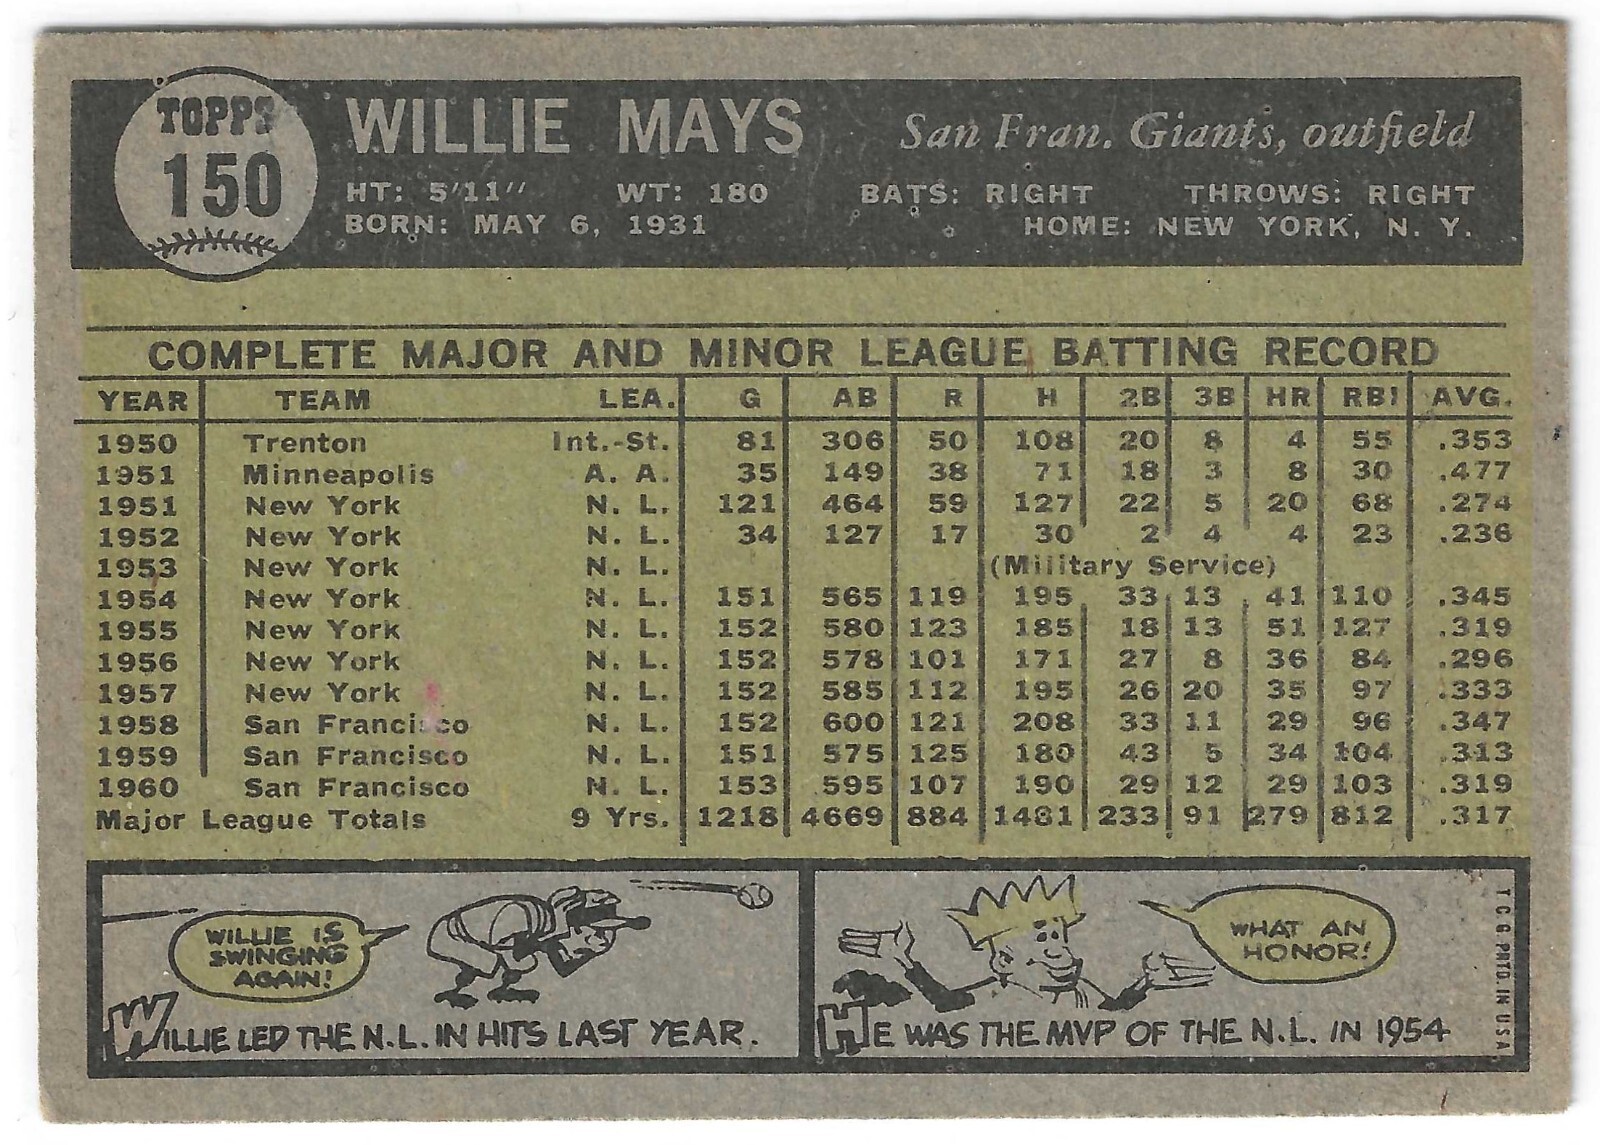 TOPPS
150
WILLIE MAYS
San Fran. Giants, outfield
HT: 5'11" WT: 180 BATS: RIGHT THROWS: RIGHT
BORN: MAY 6, 1931 HOME: NEW YORK, N. Y.
COMPLETE MAJOR AND MINOR LEAGUE BATTING RECORD
YEAR TEAM LEA. G AB R H 2B 3B HR RBI AVG.
1950 Trenton Int.-St. 81 306 50 108 20 8 4 55 .353
1951 Minneapolis A. A. 35 149 38 71 18 3 8 30 .477
1951 New York N. L. 121 464 59 127 22 5 20 68 .274
1952 New York N. L. 34 127 17 30 2 4 4 23 .236
1953 New York N. L. (Military Service)
1954 New York N. L. 151 565 119 195 33 13 41 110 .345
1955 New York N. L. 152 580 123 185 18 13 51 127 .319
1956 New York N. L. 152 578 101 171 27 8 36 84 .296
1957 New York N. L. 152 585 112 195 26 20 35 97 .333
1958 San Francisco N. L. 152 600 121 208 33 11 29 96 .347
1959 San Francisco N. L. 151 575 125 180 43 5 34 104 .313
1960 San Francisco N. L. 153 595 107 190 29 12 29 103 .319
Major League Totals 9 Yrs. 1218 4669 884 1481 233 91 279 812 .317
WILLIE IS
SWINGING
AGAIN!
WILLIE LED THE N.L. IN HITS LAST YEAR.
WHAT AN
HONOR!
HE WAS THE MVP OF THE N.L. IN 1954
T.C.G. PRTD. IN U.S.A.